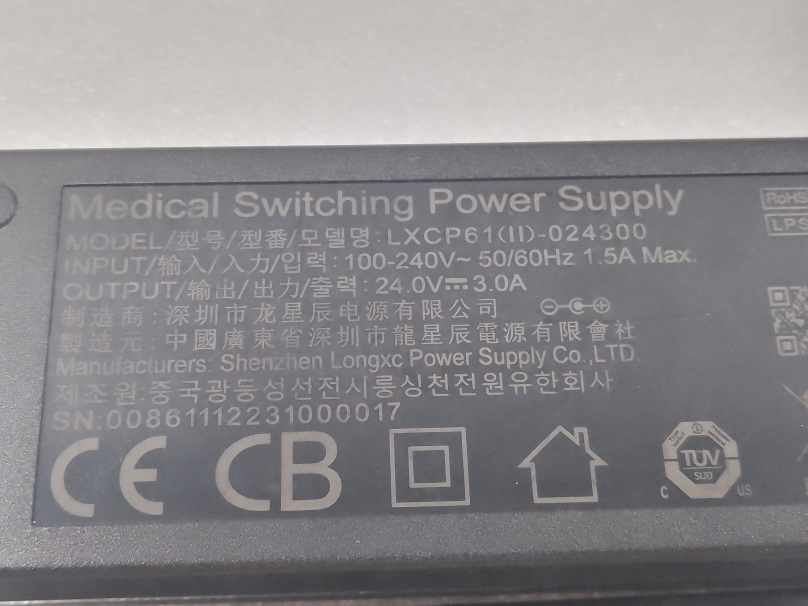 Medical Switching Power Supply
MODEL/型号/型番/모델명: LXCP61(II)-024300
INPUT/输入/入力/입력: 100-240V~ 50/60Hz 1.5A Max.
OUTPUT/输出/出力/출력: 24.0V⎓3.0A
制造商: 深圳市龙星辰电源有限公司
製造元: 中國廣東省深圳市龍星辰電源有限會社
Manufacturers: Shenzhen Longxc Power Supply Co.,LTD.
제조원: 중국광동성선전시룽싱천전원유한회사
SN:008611112231000017
CE CB
TÜV
SUD
C US
RoHS
LPS